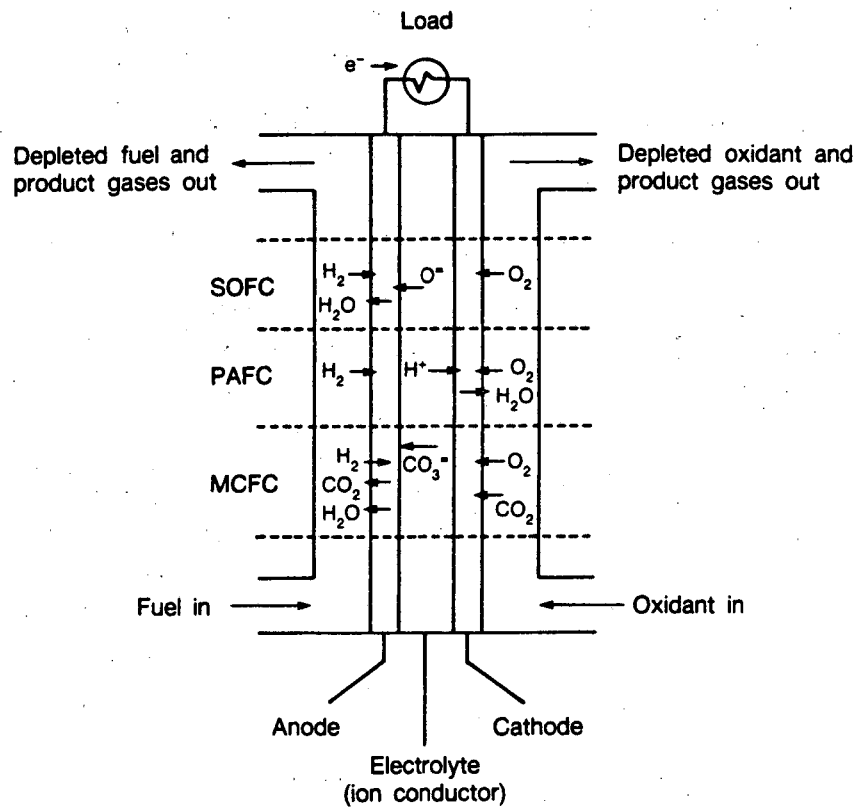 Load
e⁻
Depleted fuel and
product gases out
Depleted oxidant and
product gases out
SOFC
H₂
O⁼
O₂
H₂O
PAFC
H₂
H⁺
O₂
H₂O
MCFC
H₂
CO₃⁼
O₂
CO₂
CO₂
H₂O
Fuel in
Oxidant in
Anode
Cathode
Electrolyte
(ion conductor)